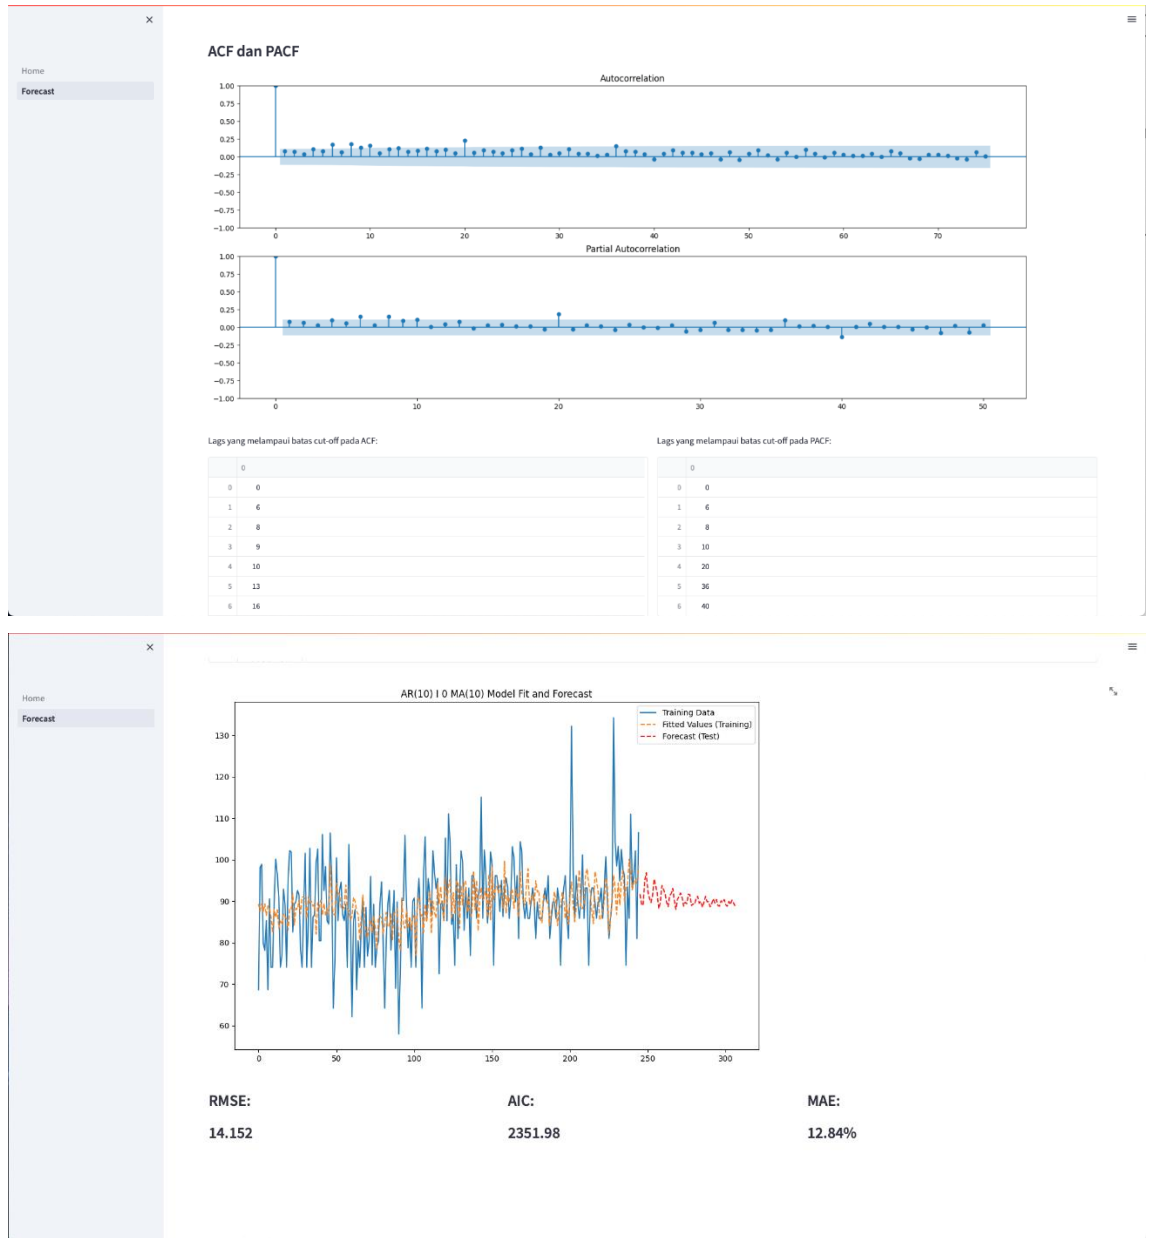 ×
≡
ACF dan PACF
Home
Forecast
Autocorrelation
1.00
0.75
0.50
0.25
0.00
−0.25
−0.50
−0.75
−1.00
0 10 20 30 40 50 60 70
Partial Autocorrelation
1.00
0.75
0.50
0.25
0.00
−0.25
−0.50
−0.75
−1.00
0 10 20 30 40 50
Lags yang melampaui batas cut-off pada ACF:
0
0 0
1 6
2 8
3 9
4 10
5 13
6 16
Lags yang melampaui batas cut-off pada PACF:
0
0 0
1 6
2 8
3 10
4 20
5 36
6 40
×
≡
Home
Forecast
AR(10) I 0 MA(10) Model Fit and Forecast
Training Data
Fitted Values (Training)
Forecast (Test)
130
120
110
100
90
80
70
60
0 50 100 150 200 250 300
RMSE:
14.152
AIC:
2351.98
MAE:
12.84%